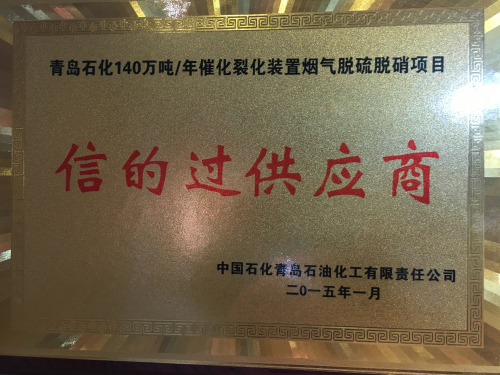 青岛石化140万吨/年催化裂化装置烟气脱硫脱硝项目
信的过供应商
中国石化青岛石油化工有限责任公司
二0一五年一月